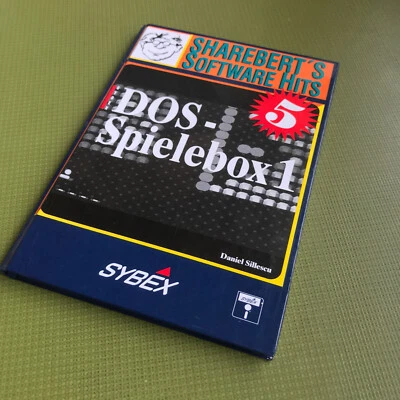 SHAREBERT'S
SOFTWARE HITS
5
DOS-
Spielebox 1
Daniel Sillescu
SYBEX